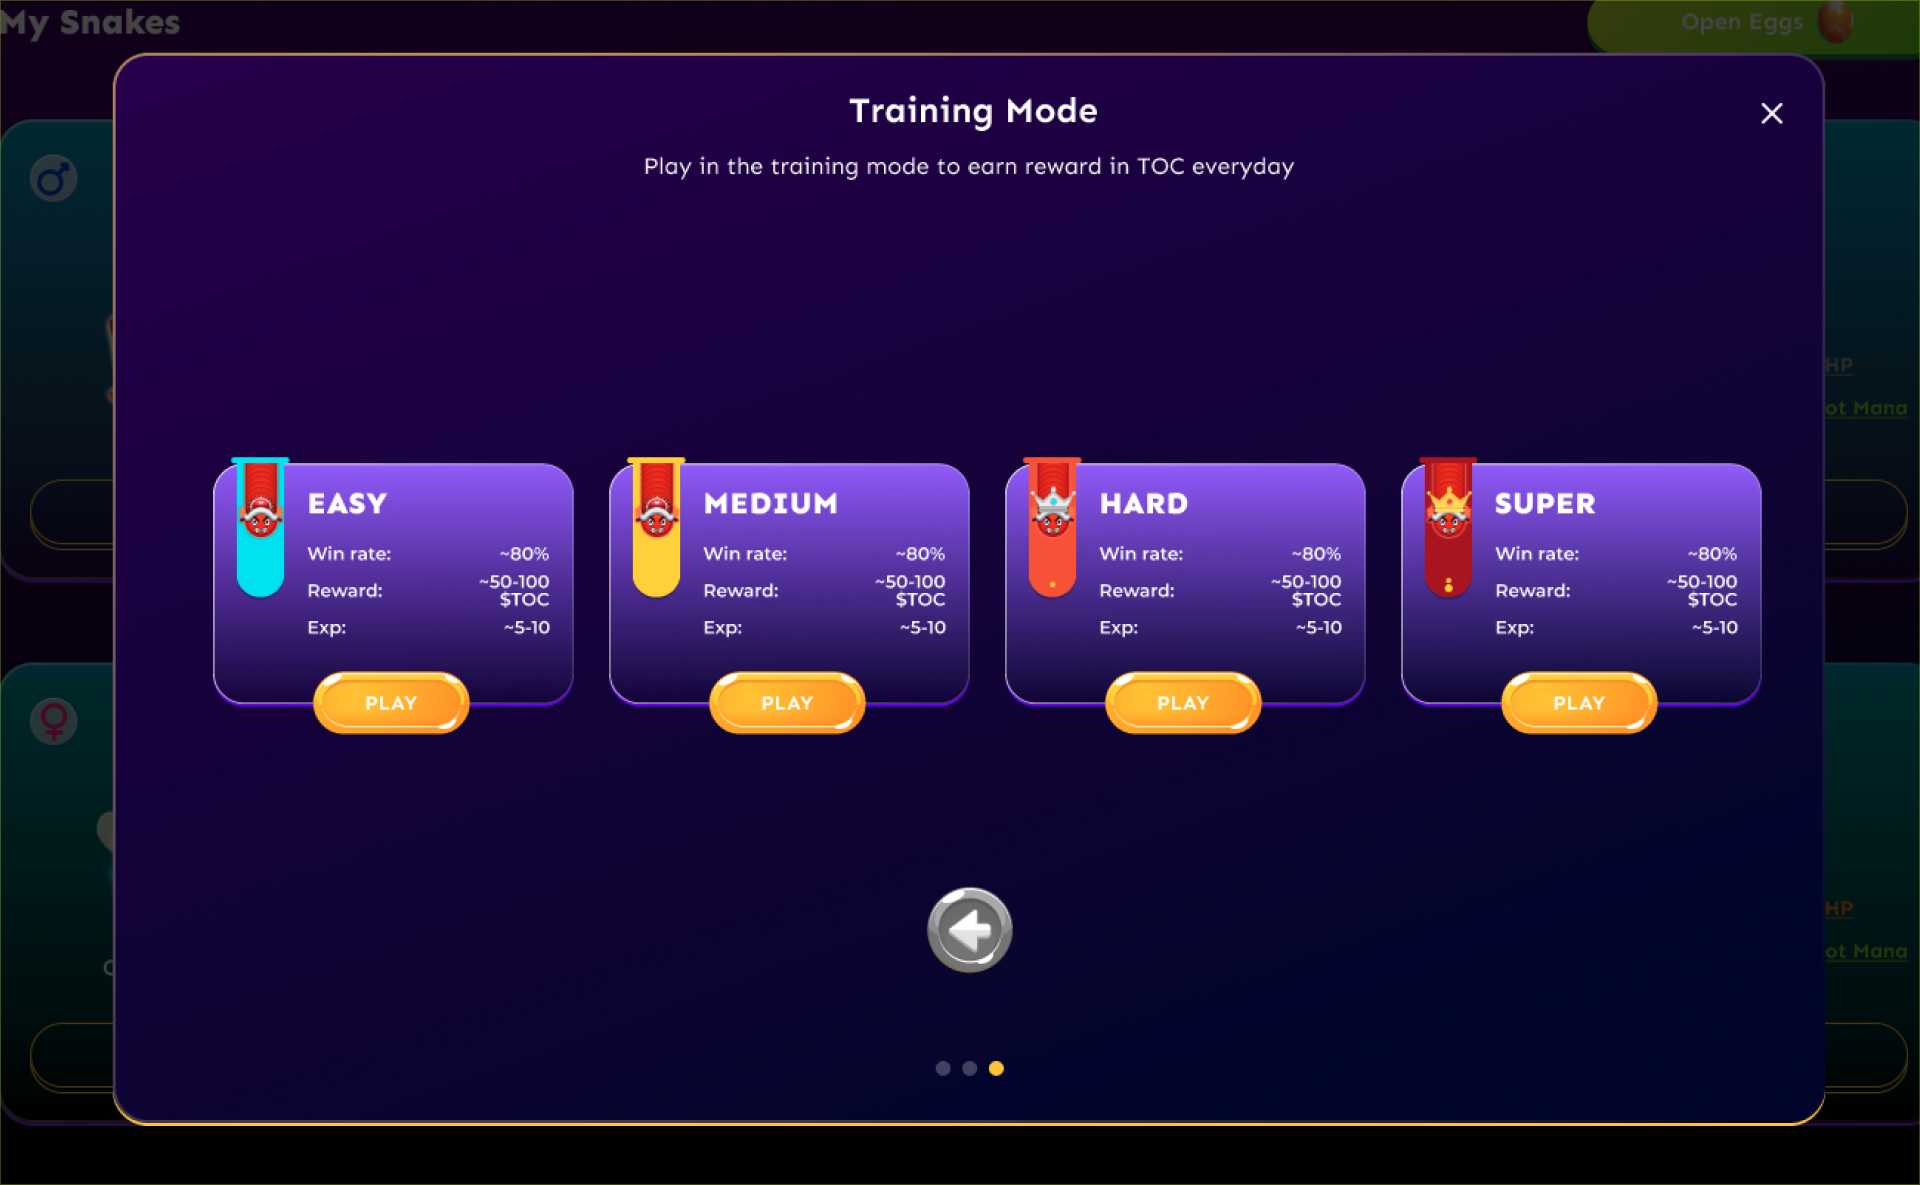 My Snakes
Open Eggs
Training Mode
Play in the training mode to earn reward in TOC everyday
HP
ot Mana
EASY
Win rate: ~80%
Reward: ~50-100
$TOC
Exp: ~5-10
PLAY
MEDIUM
Win rate: ~80%
Reward: ~50-100
$TOC
Exp: ~5-10
PLAY
HARD
Win rate: ~80%
Reward: ~50-100
$TOC
Exp: ~5-10
PLAY
SUPER
Win rate: ~80%
Reward: ~50-100
$TOC
Exp: ~5-10
PLAY
HP
ot Mana